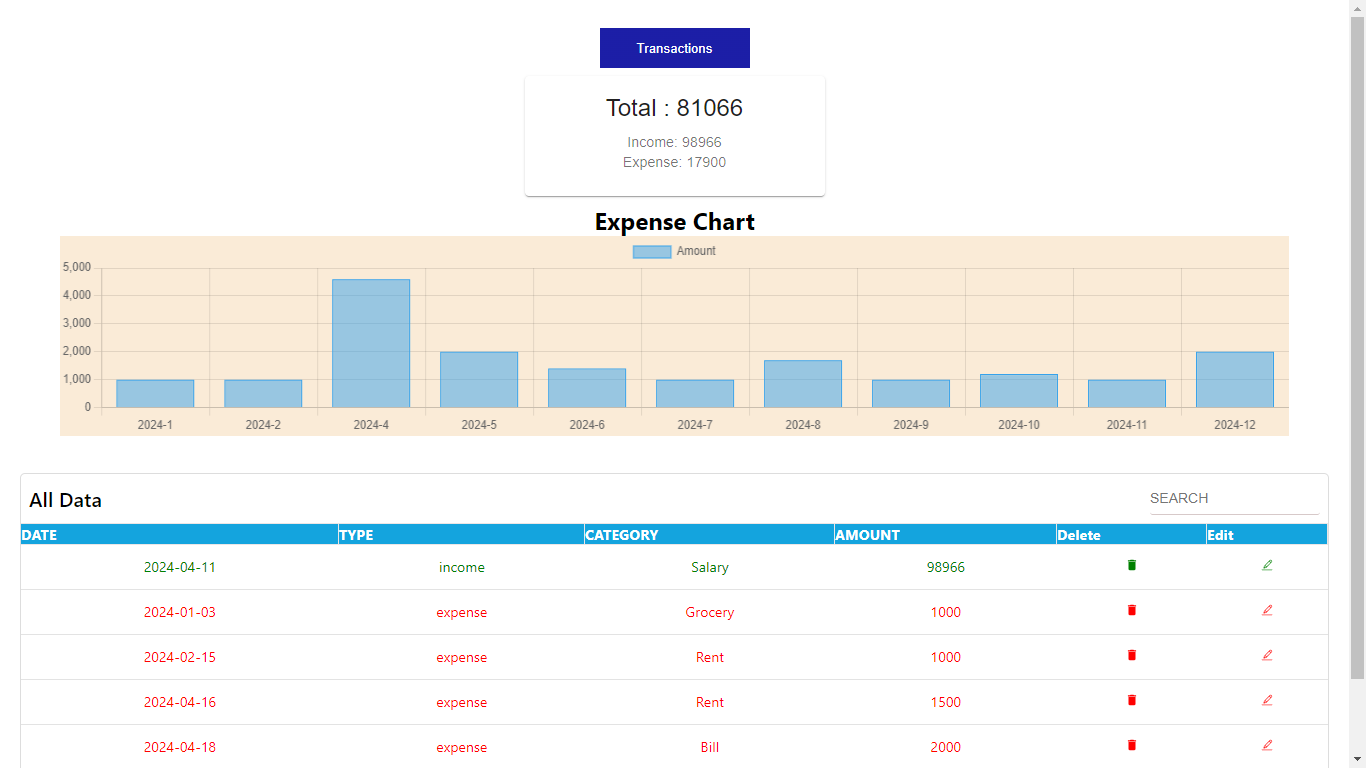 Transactions
Total : 81066
Income: 98966
Expense: 17900
Expense Chart
Amount
5,000
4,000
3,000
2,000
1,000
0
2024-1 2024-2 2024-4 2024-5 2024-6 2024-7 2024-8 2024-9 2024-10 2024-11 2024-12
All Data SEARCH
DATE TYPE CATEGORY AMOUNT Delete Edit
2024-04-11 income Salary 98966
2024-01-03 expense Grocery 1000
2024-02-15 expense Rent 1000
2024-04-16 expense Rent 1500
2024-04-18 expense Bill 2000